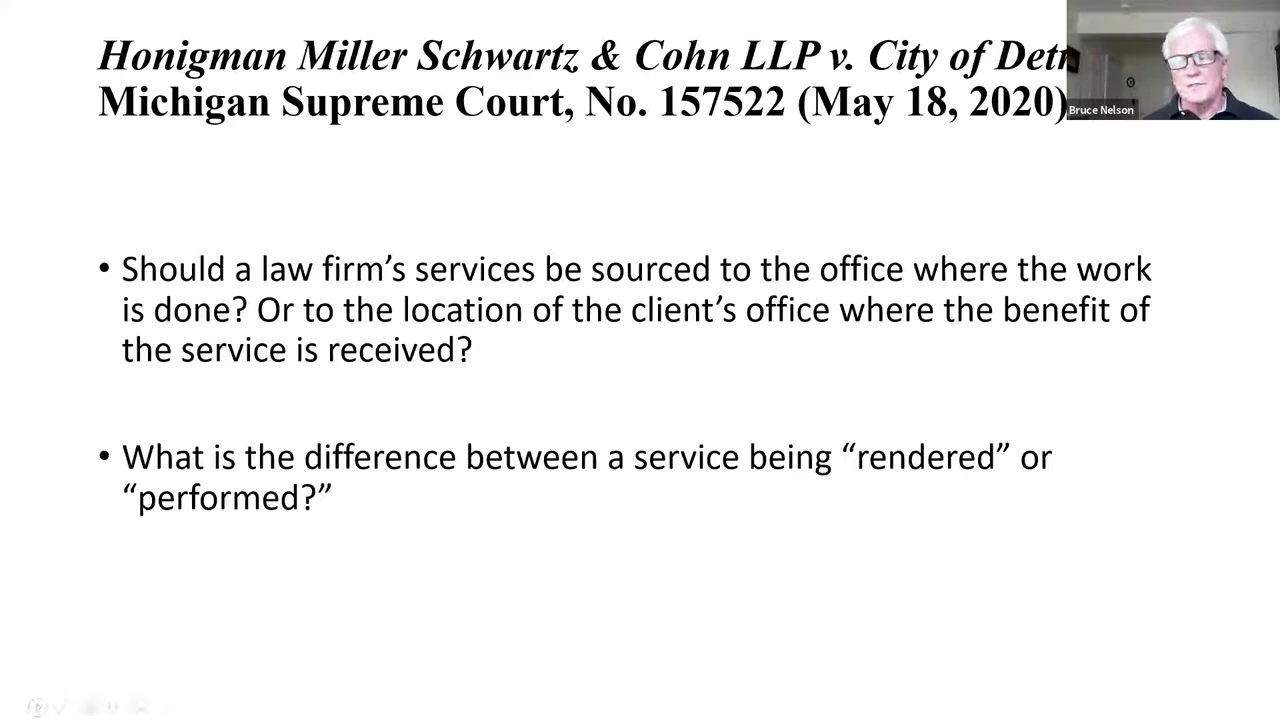 Honigman Miller Schwartz & Cohn LLP v. City of Detr
Michigan Supreme Court, No. 157522 (May 18, 2020)
Bruce Nelson
• Should a law firm’s services be sourced to the office where the work
is done? Or to the location of the client’s office where the benefit of
the service is received?
• What is the difference between a service being “rendered” or
“performed?”